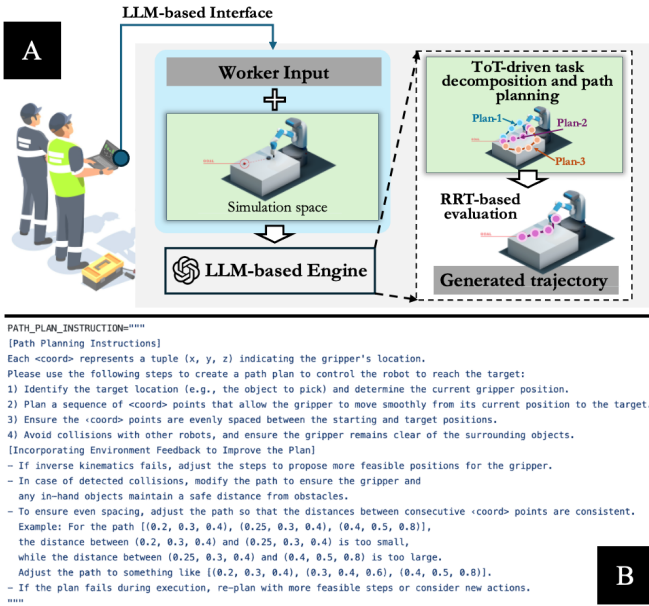 LLM-based Interface
A
Worker Input
+
Simulation space
LLM-based Engine
ToT-driven task
decomposition and path
planning
Plan-1
Plan-2
Plan-3
RRT-based
evaluation
Generated trajectory
PATH_PLAN_INSTRUCTION="""
[Path Planning Instructions]
Each <coord> represents a tuple (x, y, z) indicating the gripper's location.
Please use the following steps to create a path plan to control the robot to reach the target:
1) Identify the target location (e.g., the object to pick) and determine the current gripper position.
2) Plan a sequence of <coord> points that allow the gripper to move smoothly from its current position to the target.
3) Ensure the ‹coord> points are evenly spaced between the starting and target positions.
4) Avoid collisions with other robots, and ensure the gripper remains clear of the surrounding objects.
[Incorporating Environment Feedback to Improve the Plan]
– If inverse kinematics fails, adjust the steps to propose more feasible positions for the gripper.
– In case of detected collisions, modify the path to ensure the gripper and
any in-hand objects maintain a safe distance from obstacles.
– To ensure even spacing, adjust the path so that the distances between consecutive ‹coord> points are consistent.
Example: For the path [(0.2, 0.3, 0.4), (0.25, 0.3, 0.4), (0.4, 0.5, 0.8)],
the distance between (0.2, 0.3, 0.4) and (0.25, 0.3, 0.4) is too small,
while the distance between (0.25, 0.3, 0.4) and (0.4, 0.5, 0.8) is too large.
Adjust the path to something like [(0.2, 0.3, 0.4), (0.3, 0.4, 0.6), (0.4, 0.5, 0.8)].
– If the plan fails during execution, re-plan with more feasible steps or consider new actions.
"""
B